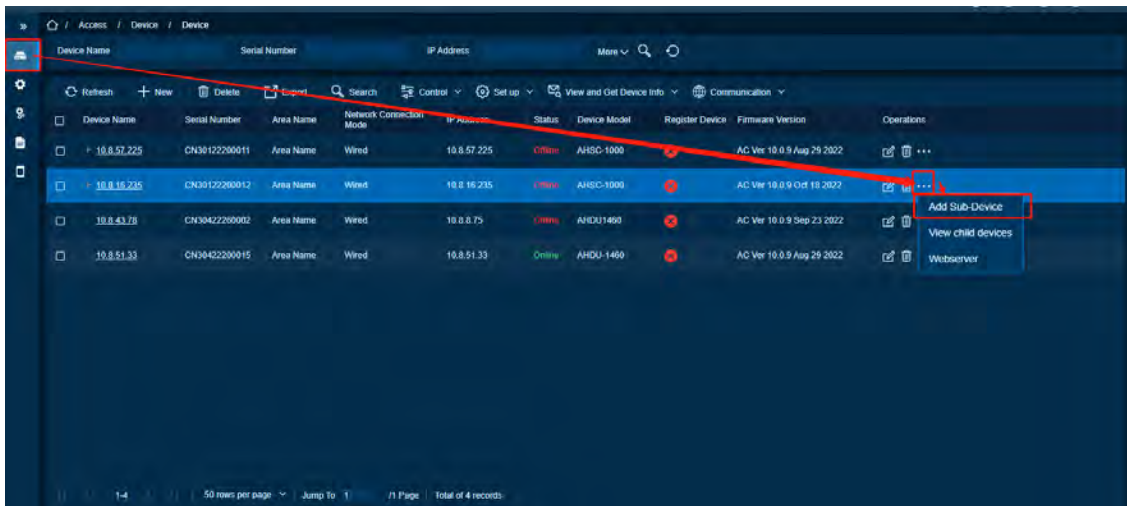 / Access / Device / Device
Device Name Serial Number IP Address More
Refresh New Delete Export Search Control Set up View and Get Device Info Communication
Device Name Serial Number Area Name Network Connection Mode IP Address Status Device Model Register Device Firmware Version Operations
10.8.57.225 CN30122200011 Area Name Wired 10.8.57.225 Offline AHSC-1000 AC Ver 10.0.9 Aug 29 2022
10.8.16.235 CN30122200012 Area Name Wired 10.8.16.235 Offline AHSC-1000 AC Ver 10.0.9 Oct 18 2022
Add Sub-Device
10.8.43.78 CN30422260002 Area Name Wired 10.8.8.75 Offline AHDU1460 AC Ver 10.0.9 Sep 23 2022
View child devices
10.8.51.33 CN30422200015 Area Name Wired 10.8.51.33 Online AHDU-1460 AC Ver 10.0.9 Aug 29 2022
Webserver
1-4 50 rows per page Jump To 1 /1 Page Total of 4 records